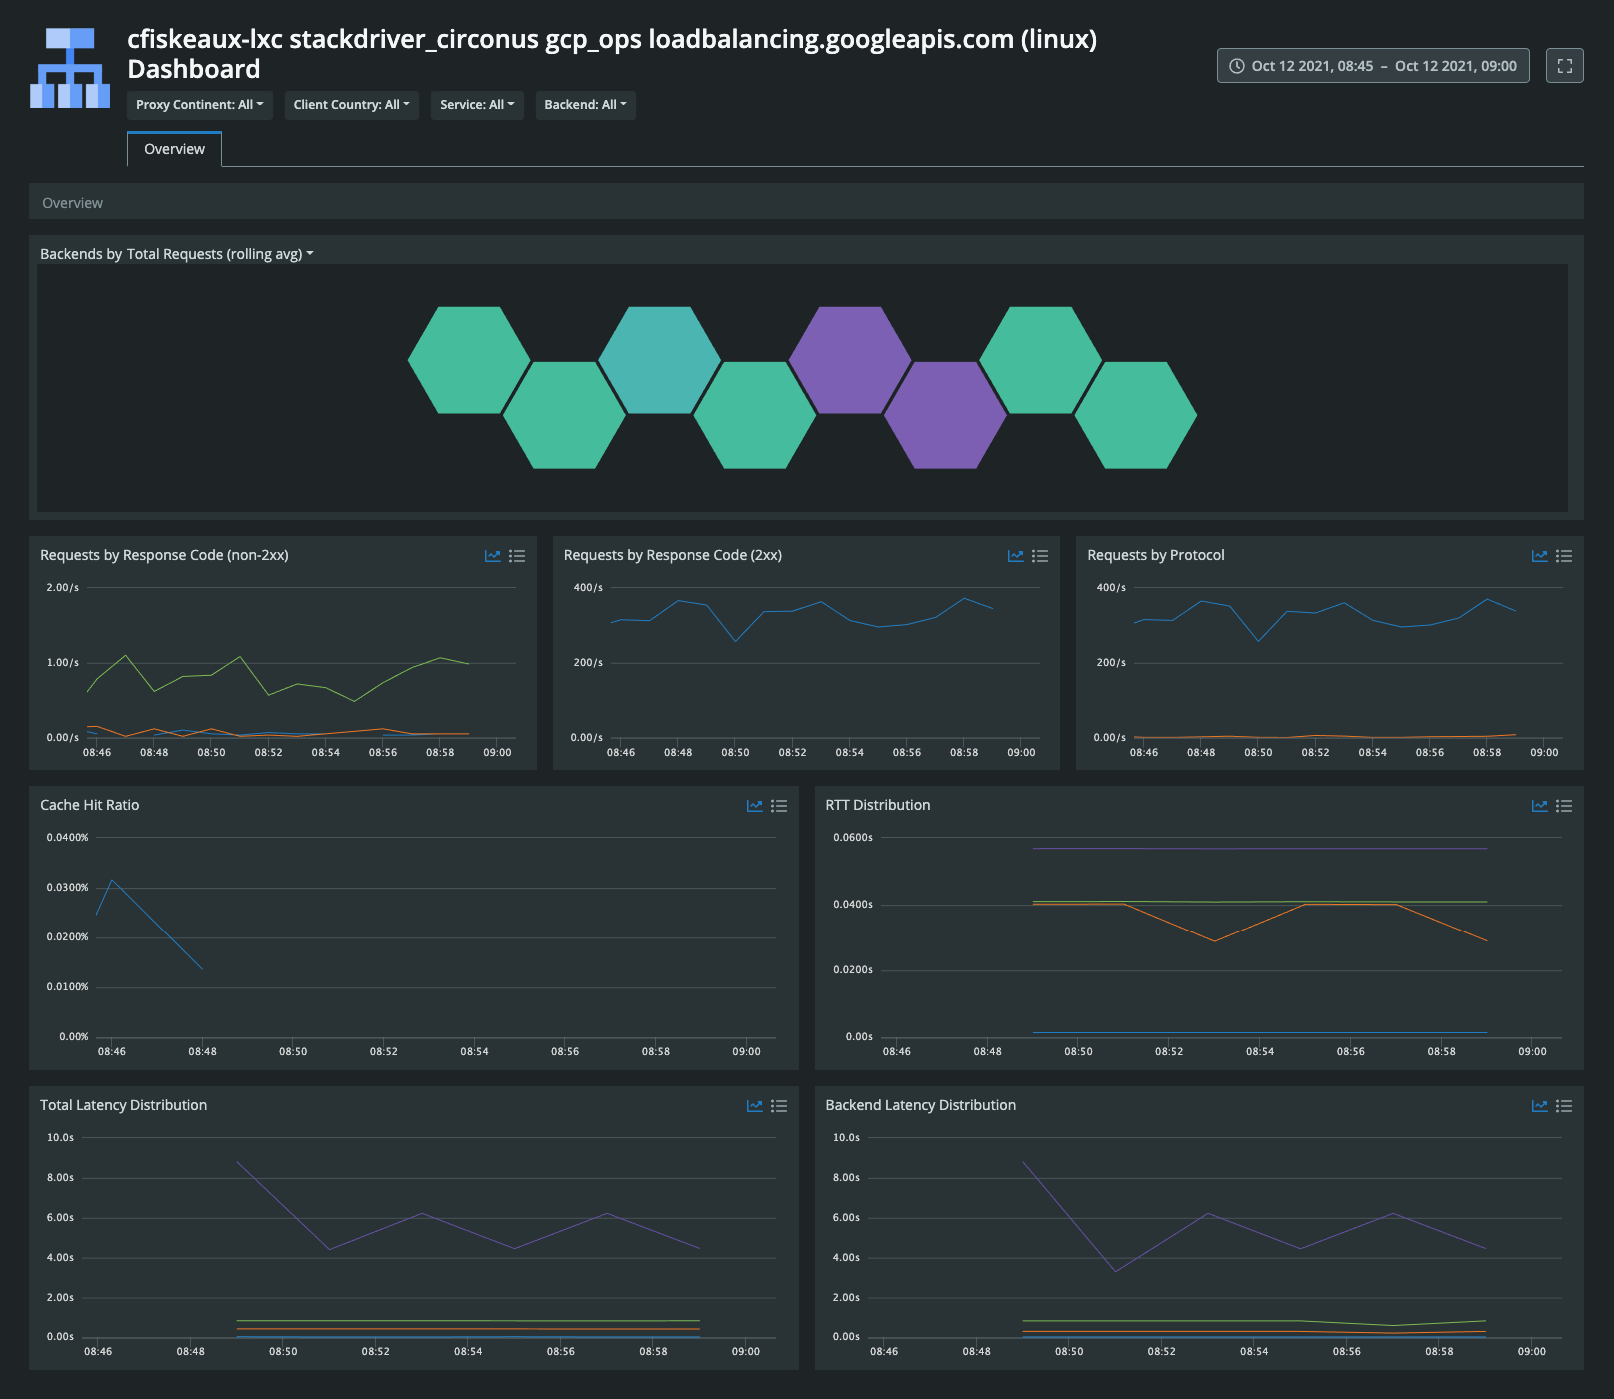 cfiskeaux-lxc stackdriver_circonus gcp_ops loadbalancing.googleapis.com (linux)
Dashboard
Oct 12 2021, 08:45 – Oct 12 2021, 09:00
Proxy Continent: All Client Country: All Service: All Backend: All
Overview
Overview
Backends by Total Requests (rolling avg)
Requests by Response Code (non-2xx)
2.00/s
1.00/s
0.00/s
08:46 08:48 08:50 08:52 08:54 08:56 08:58 09:00
Requests by Response Code (2xx)
400/s
200/s
0.00/s
08:46 08:48 08:50 08:52 08:54 08:56 08:58 09:00
Requests by Protocol
400/s
200/s
0.00/s
08:46 08:48 08:50 08:52 08:54 08:56 08:58 09:00
Cache Hit Ratio
0.0400%
0.0300%
0.0200%
0.0100%
0.00%
08:46 08:48 08:50 08:52 08:54 08:56 08:58 09:00
RTT Distribution
0.0600s
0.0400s
0.0200s
0.00s
08:46 08:48 08:50 08:52 08:54 08:56 08:58 09:00
Total Latency Distribution
10.0s
8.00s
6.00s
4.00s
2.00s
0.00s
08:46 08:48 08:50 08:52 08:54 08:56 08:58 09:00
Backend Latency Distribution
10.0s
8.00s
6.00s
4.00s
2.00s
0.00s
08:46 08:48 08:50 08:52 08:54 08:56 08:58 09:00